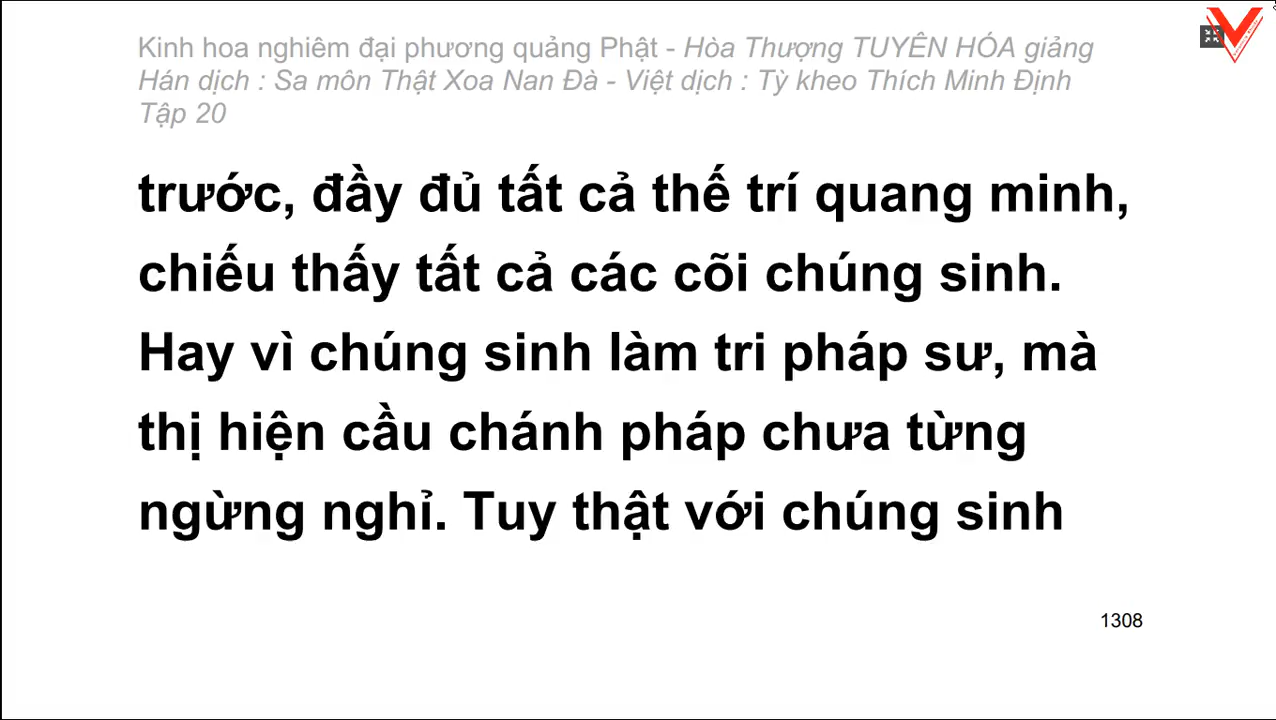 Kinh hoa nghiêm đại phương quảng Phật - Hòa Thượng TUYÊN HÓA giảng
Hán dịch : Sa môn Thật Xoa Nan Đà - Việt dịch : Tỳ kheo Thích Minh Định
Tập 20
trước, đầy đủ tất cả thế trí quang minh,
chiếu thấy tất cả các cõi chúng sinh.
Hay vì chúng sinh làm tri pháp sư, mà
thị hiện cầu chánh pháp chưa từng
ngừng nghỉ. Tuy thật với chúng sinh
1308